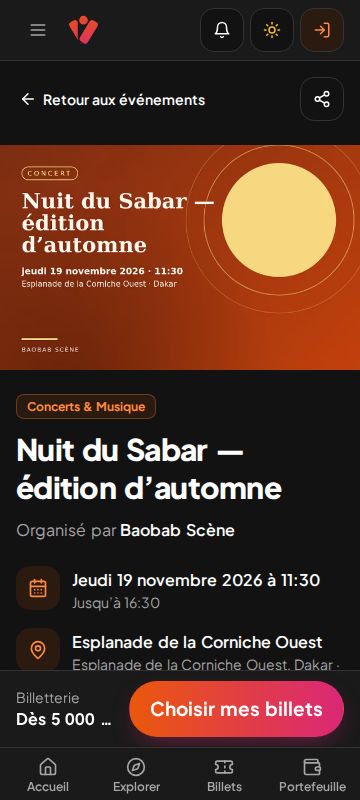 Retour aux événements
CONCERT
Nuit du Sabar —
édition
d’automne
jeudi 19 novembre 2026 · 11:30
Esplanade de la Corniche Ouest · Dakar
BAOBAB SCÈNE
Concerts & Musique
Nuit du Sabar —
édition d’automne
Organisé par Baobab Scène
Jeudi 19 novembre 2026 à 11:30
Jusqu’à 16:30
Esplanade de la Corniche Ouest
Esplanade de la Corniche Ouest, Dakar ·
Billetterie
Dès 5 000 ...
Choisir mes billets
Accueil
Explorer
Billets
Portefeuille